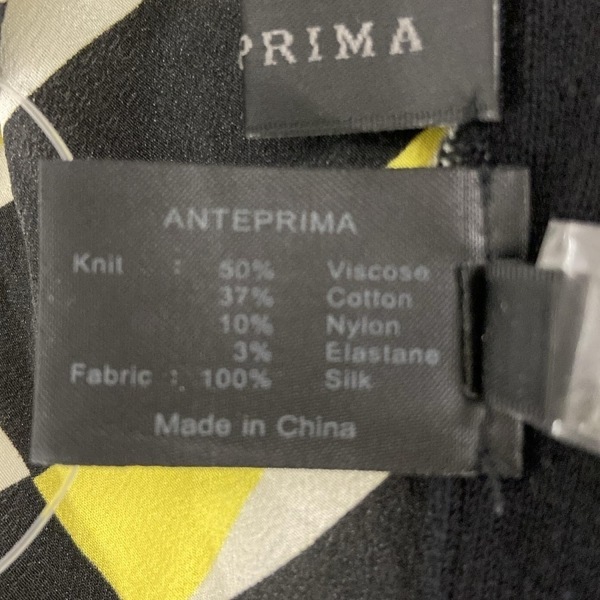 PRIMA
ANTEPRIMA
Knit : 50% Viscose
37% Cotton
10% Nylon
3% Elastane
Fabric : 100% Silk
Made in China